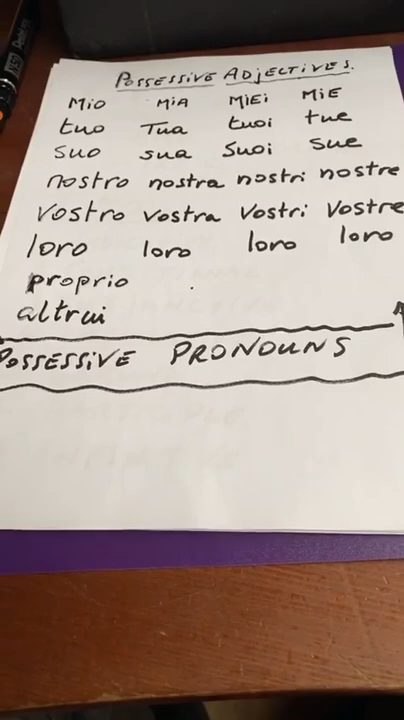 POSSESSIVE ADJECTIVES.
Mio MiA MiEi MiE
tuo Tua tuoi tue
suo sua Suoi sue
nostro nostra nostri nostre
Vostro vostra Vostri Vostre
loro loro loro loro
proprio
altrui
POSSESSiVE PRONOUNS